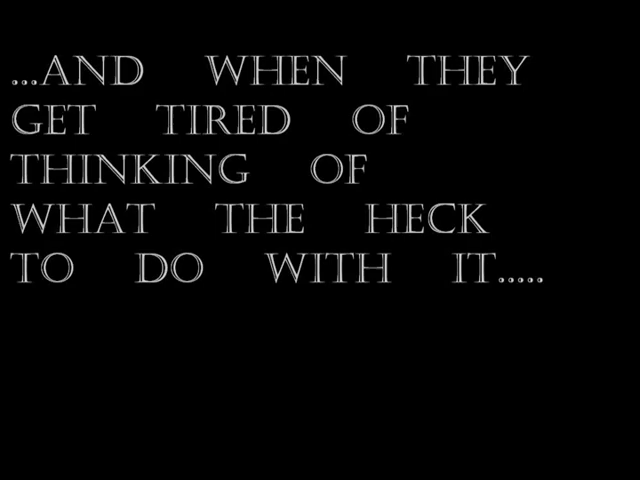 ...AND WHEN THEY
GET TIRED OF
THINKING OF
WHAT THE HECK
TO DO WITH IT.....